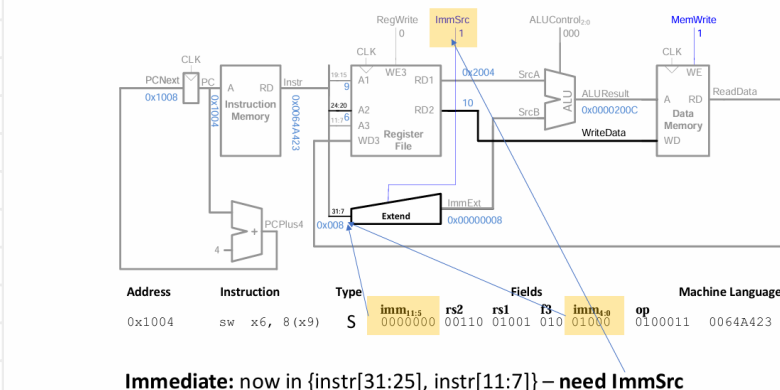 RegWrite ImmSrc ALUControl2:0 MemWrite
0 1 000 1
CLK CLK CLK
PCNext PC A RD Instr 19:15 A1 WE3 RD1 0x2004 SrcA WE
0x1008 0x1004 Instruction Memory 0x0064A423 9
24:20 A2 RD2 10 SrcB ALU ALUResult A RD ReadData
11:7 6 A3 0x0000200C Data Memory
WD3 Register File WriteData WD
31:7 Extend ImmExt
0x008 0x00000008
PCPlus4
4 +
Address Instruction Type Fields Machine Language
imm11:5 rs2 rs1 f3 imm4:0 op
0x1004 sw x6, 8(x9) S 0000000 00110 01001 010 01000 0100011 0064A423
Immediate: now in {instr[31:25], instr[11:7]} – need ImmSrc